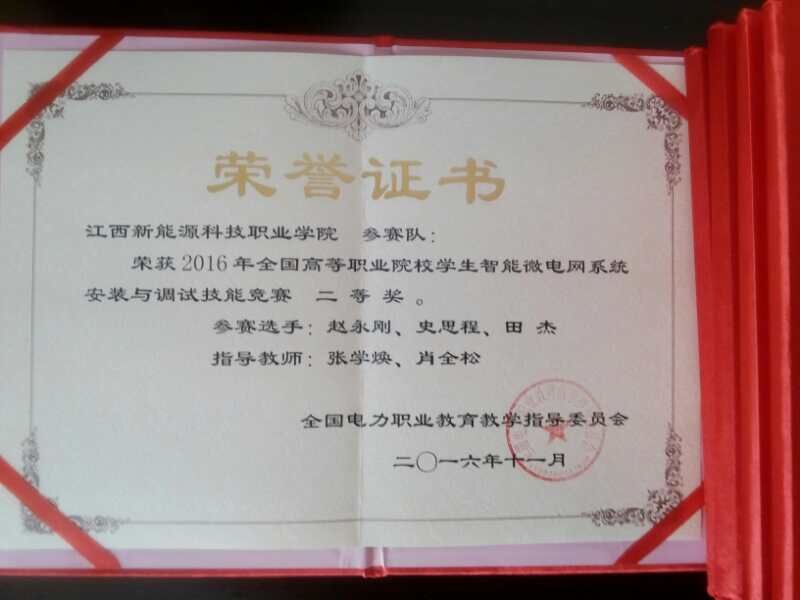 荣誉证书
江西新能源科技职业学院 参赛队：
荣获2016年全国高等职业院校学生智能微电网系统
安装与调试技能竞赛 二等奖。
参赛选手：赵永刚、史思程、田 杰
指导教师：张学焕、肖全松
全国电力职业教育教学指导委员会
二〇一六年十一月